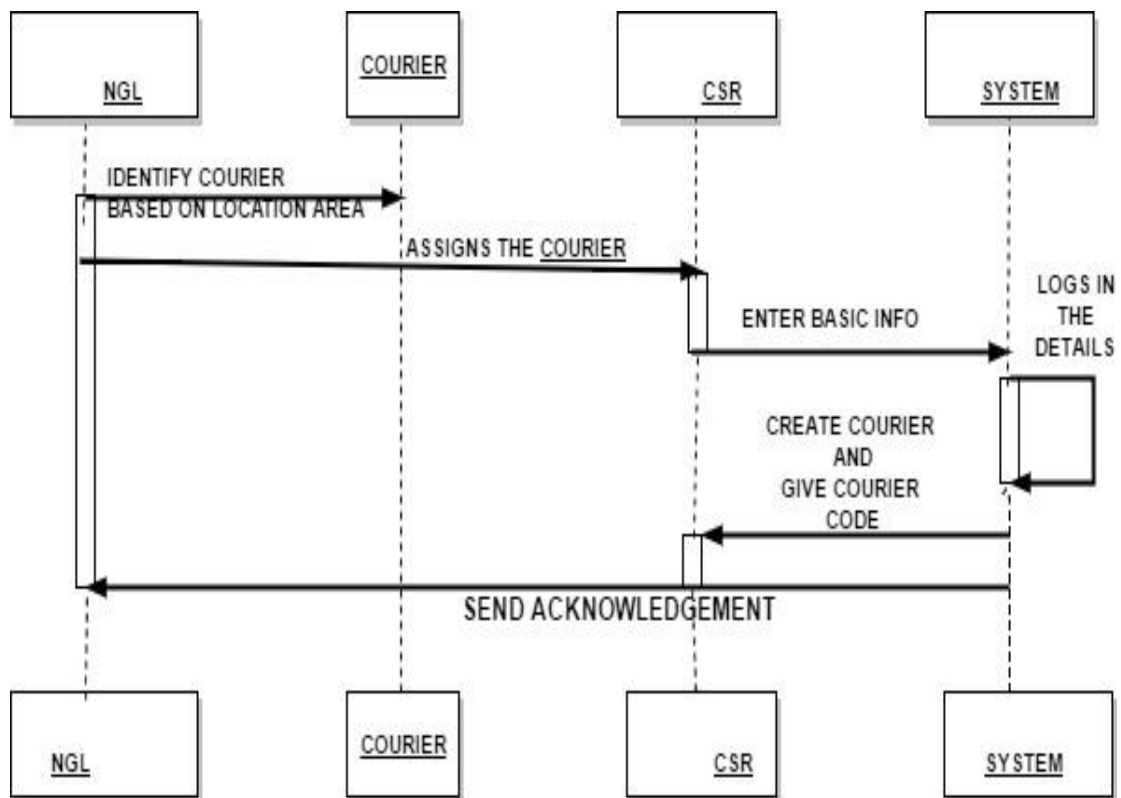 NGL
COURIER
CSR
SYSTEM
IDENTIFY COURIER
BASED ON LOCATION AREA
ASSIGNS THE COURIER
ENTER BASIC INFO
LOGS IN
THE
DETAILS
CREATE COURIER
AND
GIVE COURIER
CODE
SEND ACKNOWLEDGEMENT
NGL
COURIER
CSR
SYSTEM